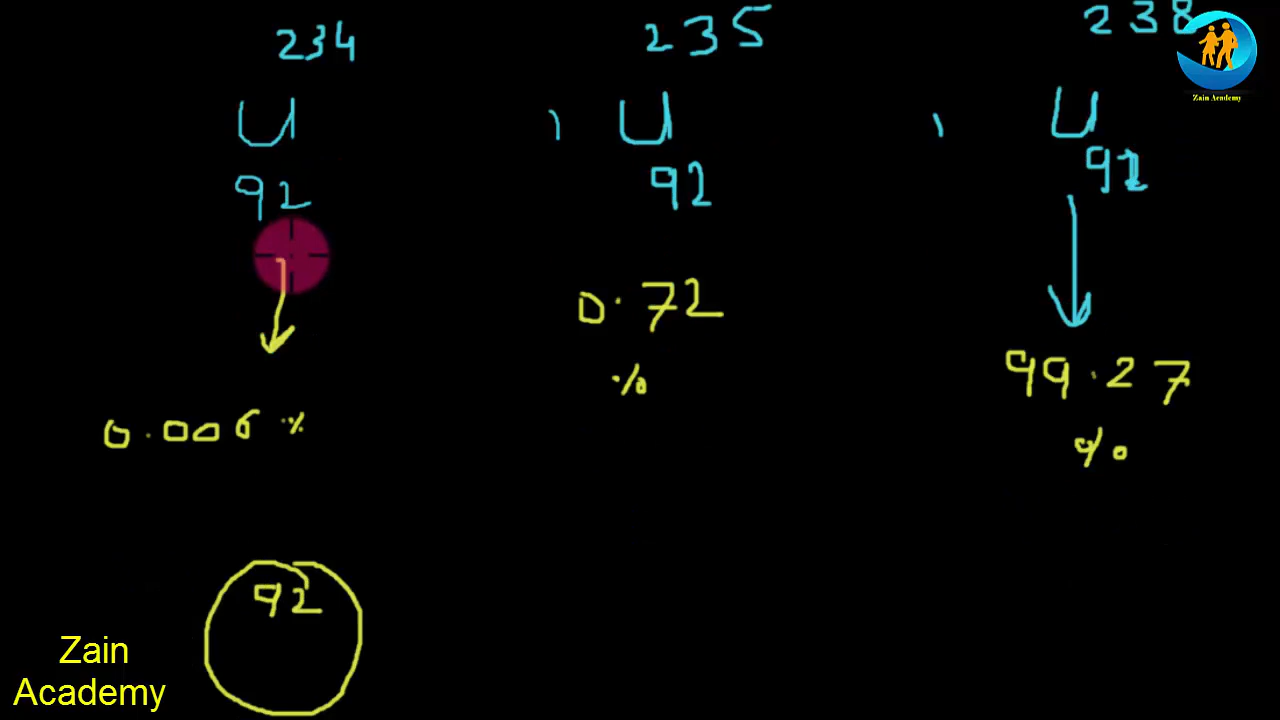 234 235 238
U , U , U
92 92 92
Zain Academy
0.72
%
99.27
%
0.006 %
92
Zain
Academy